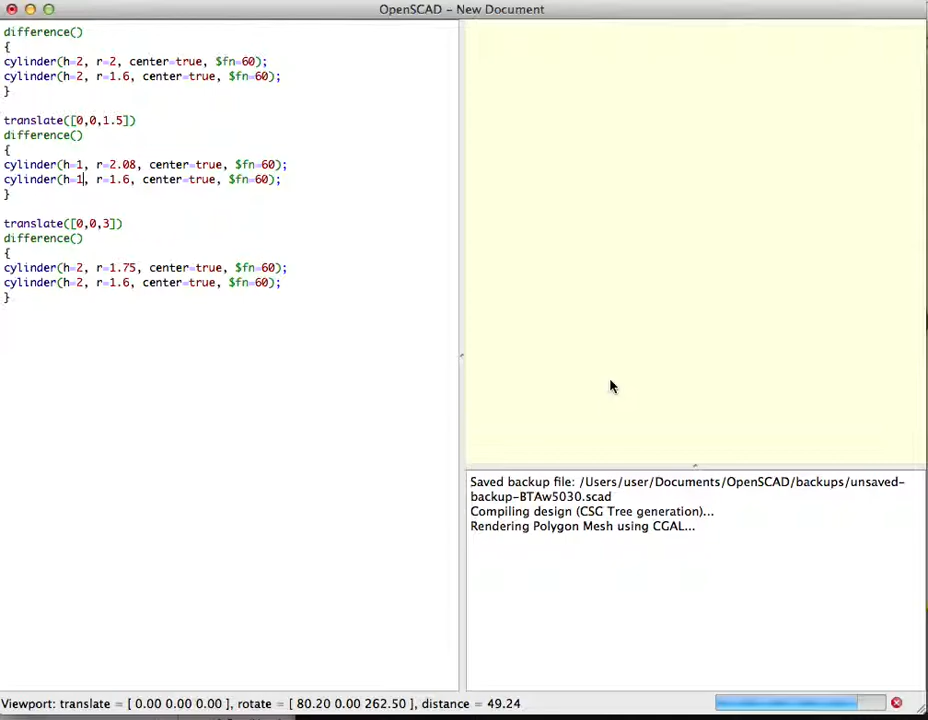 OpenSCAD – New Document
difference()
{
cylinder(h=2, r=2, center=true, $fn=60);
cylinder(h=2, r=1.6, center=true, $fn=60);
}
translate([0,0,1.5])
difference()
{
cylinder(h=1, r=2.08, center=true, $fn=60);
cylinder(h=1, r=1.6, center=true, $fn=60);
}
translate([0,0,3])
difference()
{
cylinder(h=2, r=1.75, center=true, $fn=60);
cylinder(h=2, r=1.6, center=true, $fn=60);
}
Saved backup file: /Users/user/Documents/OpenSCAD/backups/unsaved-
backup-BTAw5030.scad
Compiling design (CSG Tree generation)...
Rendering Polygon Mesh using CGAL...
Viewport: translate = [ 0.00 0.00 0.00 ], rotate = [ 80.20 0.00 262.50 ], distance = 49.24